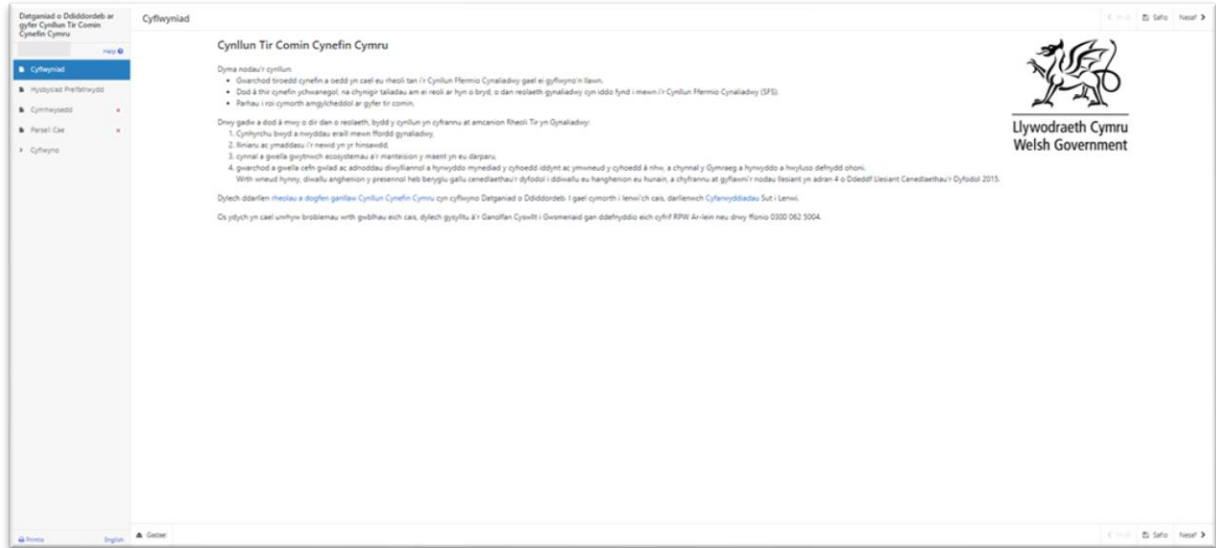 Datganiad o Ddiddordeb ar
gyfer Cynllun Tir Comin
Cynefin Cymru
Help
Cyflwyniad
Hysbysiad Preifatrwydd
Cymhwysedd
Parsell Cae
Cyflwyno
Printio
English
Cyflwyniad
Safio
Nesaf
Cynllun Tir Comin Cynefin Cymru
Dyma nodau'r cynllun:
Gwarchod tiroedd cynefin a oedd yn cael eu rheoli tan i'r Cynllun Ffermio Cynaliadwy gael ei gyflwyno'n llawn.
Dod â thir cynefin ychwanegol, na chynigir taliadau am ei reoli ar hyn o bryd, o dan reolaeth gynaliadwy cyn iddo fynd i mewn i'r Cynllun Ffermio Cynaliadwy (SFS).
Parhau i roi cymorth amgylcheddol ar gyfer tir comin.
Drwy gadw a dod â mwy o dir dan o reolaeth, bydd y cynllun yn cyfrannu at amcanion Rheoli Tir yn Gynaliadwy:
1. Cynhyrchu bwyd a nwyddau eraill mewn ffordd gynaliadwy,
2. lliniaru ac ymaddasu i'r newid yn yr hinsawdd,
3. cynnal a gwella gwytnwch ecosystemau a'r manteision y maent yn eu darparu,
4. gwarchod a gwella cefn gwlad ac adnoddau diwylliannol a hyrwyddo mynediad y cyhoedd iddynt ac ymwneud y cyhoedd â nhw, a chynnal y Gymraeg a hyrwyddo a hwyluso defnydd ohoni.
Wrth wneud hynny, diwallu anghenion y presennol heb beryglu gallu cenedlaethau'r dyfodol i ddiwallu eu hanghenion eu hunain, a chyfrannu at gyflawni'r nodau llesiant yn adran 4 o Ddeddf Llesiant Cenedlaethau'r Dyfodol 2015.
Dylech ddarllen rheolau a dogfen ganllaw Cynllun Cynefin Cymru cyn cyflwyno Datganiad o Ddiddordeb. I gael cymorth i lenwi'ch cais, darllenwch Cyfarwyddiadau Sut i Lenwi.
Os ydych yn cael unrhyw broblemau wrth gwblhau eich cais, dylech gysylltu â'r Ganolfan Cyswllt i Gwsmeriaid gan ddefnyddio eich cyfrif RPW Ar-lein neu drwy ffonio 0300 062 5004.
Llywodraeth Cymru
Welsh Government
Gadael
Safio
Nesaf